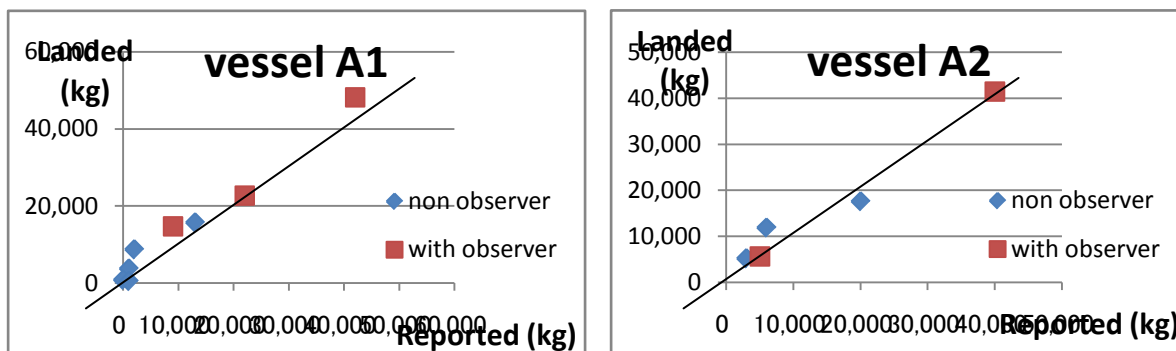 Landed
(kg)
vessel A1
60,000
40,000
20,000
0
non observer
with observer
0 10,000 20,000 30,000 40,000 50,000 60,000
Reported (kg)
Landed
(kg)
vessel A2
50,000
40,000
30,000
20,000
10,000
0
non observer
with observer
0 10,000 20,000 30,000 40,000 50,000
Reported (kg)